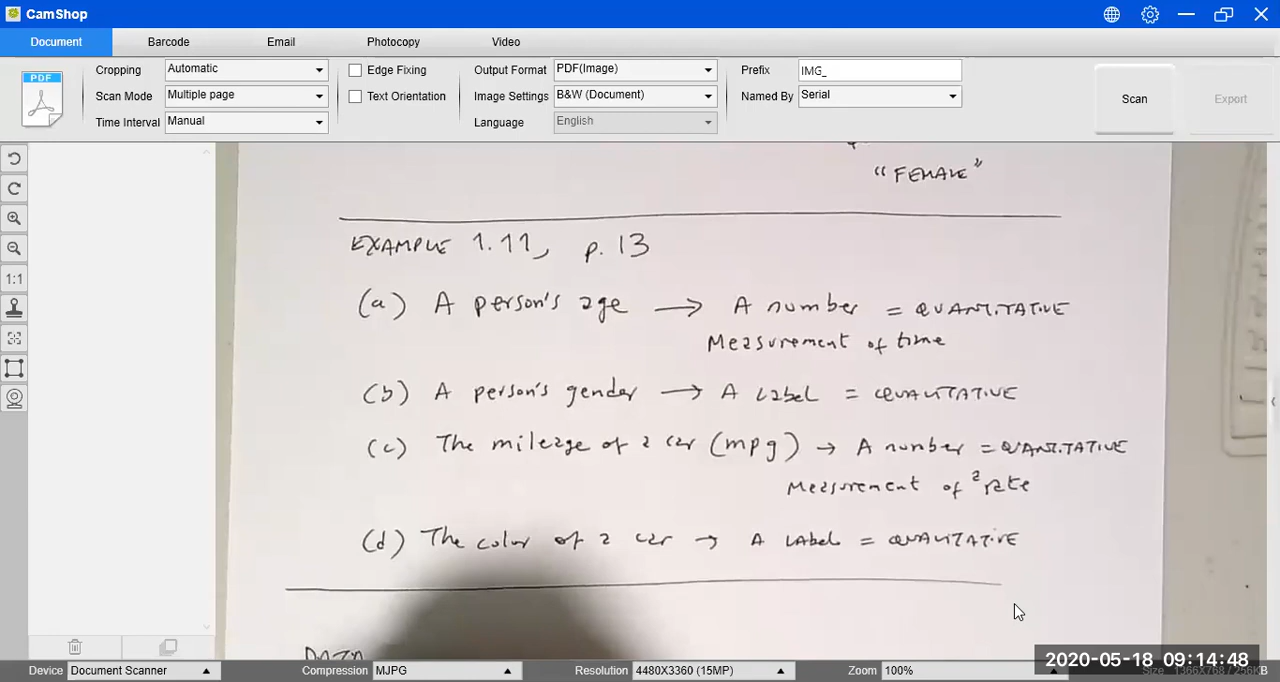 CamShop
Document Barcode Email Photocopy Video
PDF
Cropping Automatic
Scan Mode Multiple page
Time Interval Manual
Edge Fixing
Text Orientation
Output Format PDF(Image)
Image Settings B&W (Document)
Language English
Prefix IMG_
Named By Serial
Scan
Export
1:1
"FEMALE"
EXAMPLE 1.11, p. 13
(a) A person's age → A number = QUANTITATIVE
Measurement of time
(b) A person's gender → A LABEL = QUALITATIVE
(c) The mileage of a car (mpg) → A number = QUANTITATIVE
Measurement of a rate
(d) The color of a car → A LABEL = QUALITATIVE
DATA
Device Document Scanner Compression MJPG Resolution 4480X3360 (15MP) Zoom 100%
2020-05-18 09:14:48